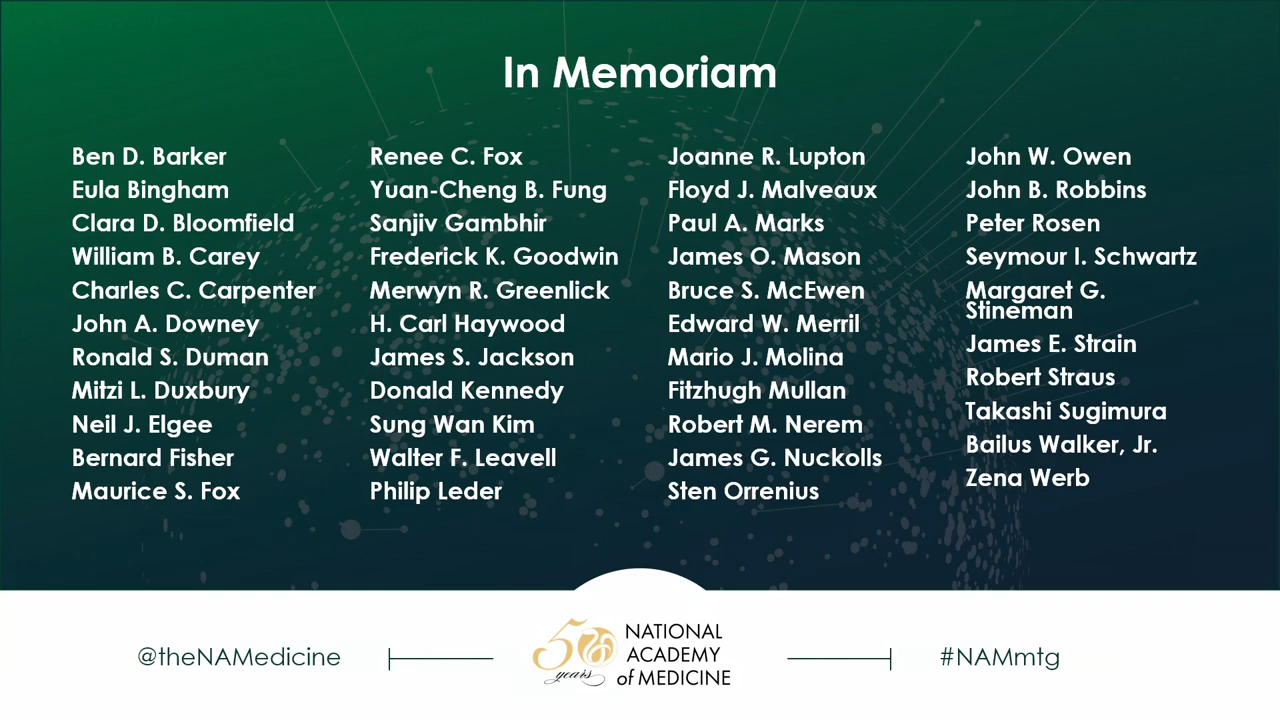 In Memoriam
Ben D. Barker
Eula Bingham
Clara D. Bloomfield
William B. Carey
Charles C. Carpenter
John A. Downey
Ronald S. Duman
Mitzi L. Duxbury
Neil J. Elgee
Bernard Fisher
Maurice S. Fox
Renee C. Fox
Yuan-Cheng B. Fung
Sanjiv Gambhir
Frederick K. Goodwin
Merwyn R. Greenlick
H. Carl Haywood
James S. Jackson
Donald Kennedy
Sung Wan Kim
Walter F. Leavell
Philip Leder
Joanne R. Lupton
Floyd J. Malveaux
Paul A. Marks
James O. Mason
Bruce S. McEwen
Edward W. Merril
Mario J. Molina
Fitzhugh Mullan
Robert M. Nerem
James G. Nuckolls
Sten Orrenius
John W. Owen
John B. Robbins
Peter Rosen
Seymour I. Schwartz
Margaret G.
Stineman
James E. Strain
Robert Straus
Takashi Sugimura
Bailus Walker, Jr.
Zena Werb
@theNAMedicine
50 years
NATIONAL
ACADEMY
of MEDICINE
#NAMmtg